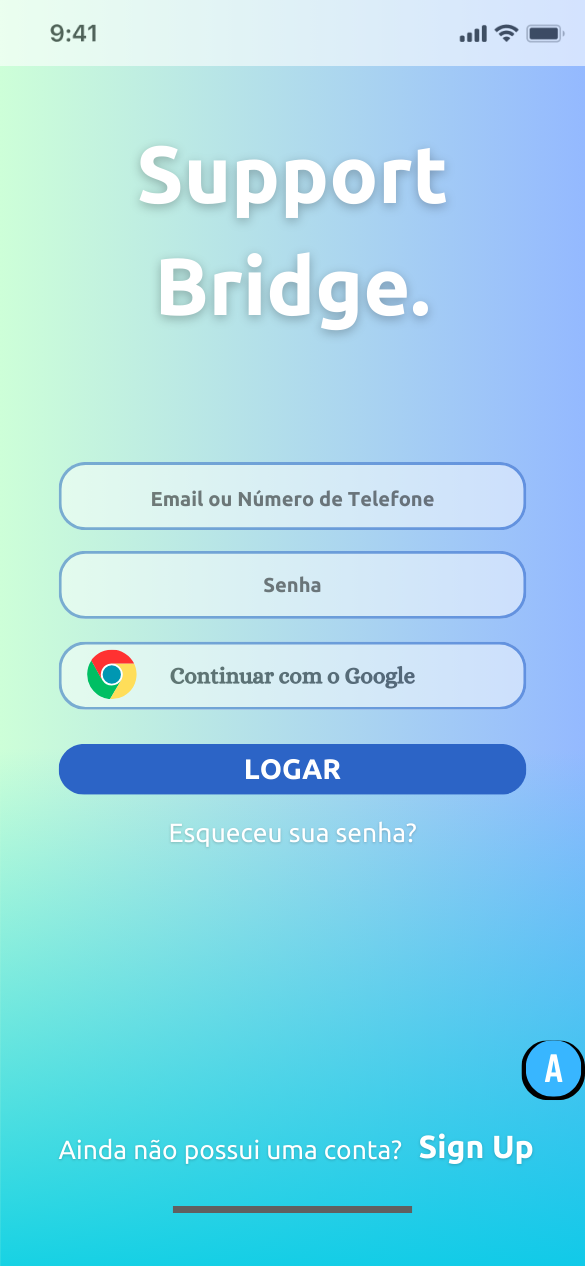 9:41
Support
Bridge.
Email ou Número de Telefone
Senha
Continuar com o Google
LOGAR
Esqueceu sua senha?
A
Ainda não possui uma conta? Sign Up